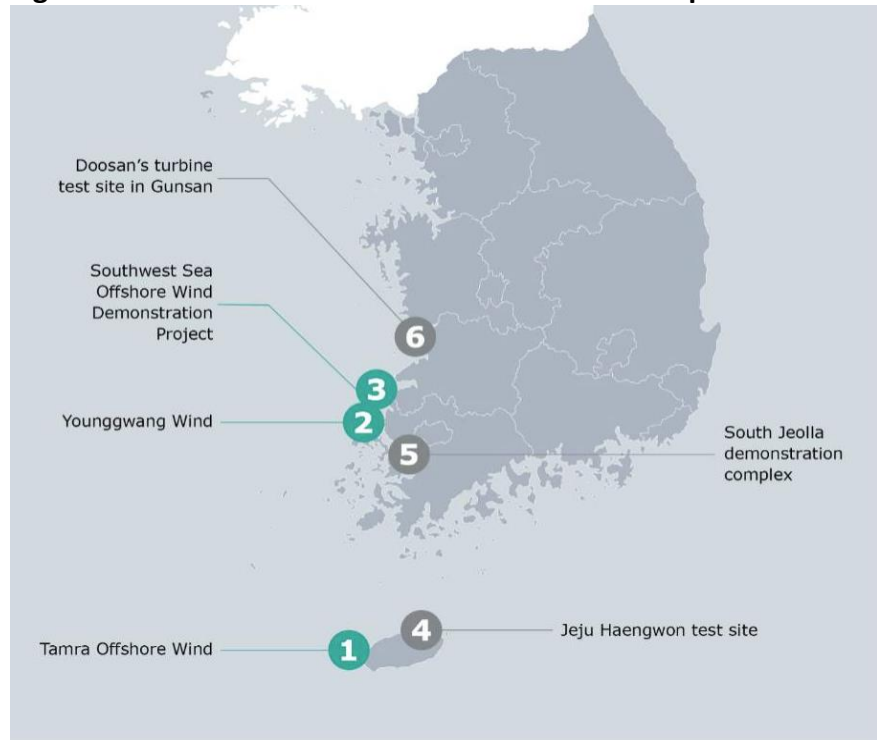 Doosan's turbine
test site in Gunsan
Southwest Sea
Offshore Wind
Demonstration
Project
6
3
Younggwang Wind
2
5
South Jeolla
demonstration
complex
4
Jeju Haengwon test site
Tamra Offshore Wind
1